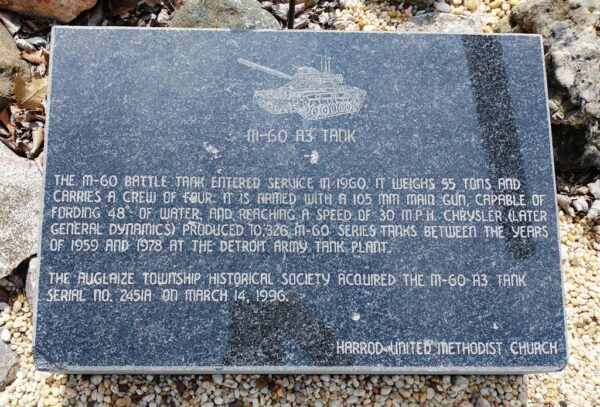 M-60 A3 TANK
THE M-60 BATTLE TANK ENTERED SERVICE IN 1960. IT WEIGHS 55 TONS AND
CARRIES A CREW OF FOUR. IT IS ARMED WITH A 105 MM MAIN GUN, CAPABLE OF
FORDING 48" OF WATER, AND REACHING A SPEED OF 30 M.P.H. CHRYSLER (LATER
GENERAL DYNAMICS) PRODUCED 10,326 M-60 SERIES TANKS BETWEEN THE YEARS
OF 1959 AND 1978 AT THE DETROIT ARMY TANK PLANT.
THE AUGLAIZE TOWNSHIP HISTORICAL SOCIETY ACQUIRED THE M-60 A3 TANK
SERIAL NO. 2451A ON MARCH 14, 1996.
HARROD UNITED METHODIST CHURCH